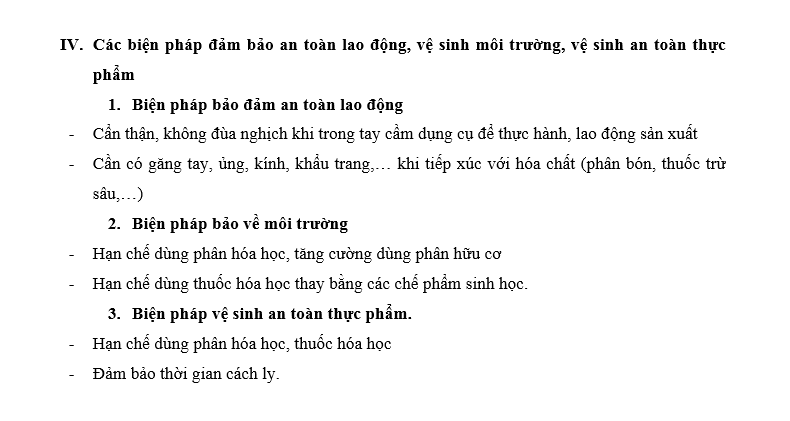 IV. Các biện pháp đảm bảo an toàn lao động, vệ sinh môi trường, vệ sinh an toàn thực
phẩm
1. Biện pháp bảo đảm an toàn lao động
- Cẩn thận, không đùa nghịch khi trong tay cầm dụng cụ để thực hành, lao động sản xuất
- Cần có găng tay, ủng, kính, khẩu trang,… khi tiếp xúc với hóa chất (phân bón, thuốc trừ
sâu,…)
2. Biện pháp bảo về môi trường
- Hạn chế dùng phân hóa học, tăng cường dùng phân hữu cơ
- Hạn chế dùng thuốc hóa học thay bằng các chế phẩm sinh học.
3. Biện pháp vệ sinh an toàn thực phẩm.
- Hạn chế dùng phân hóa học, thuốc hóa học
- Đảm bảo thời gian cách ly.